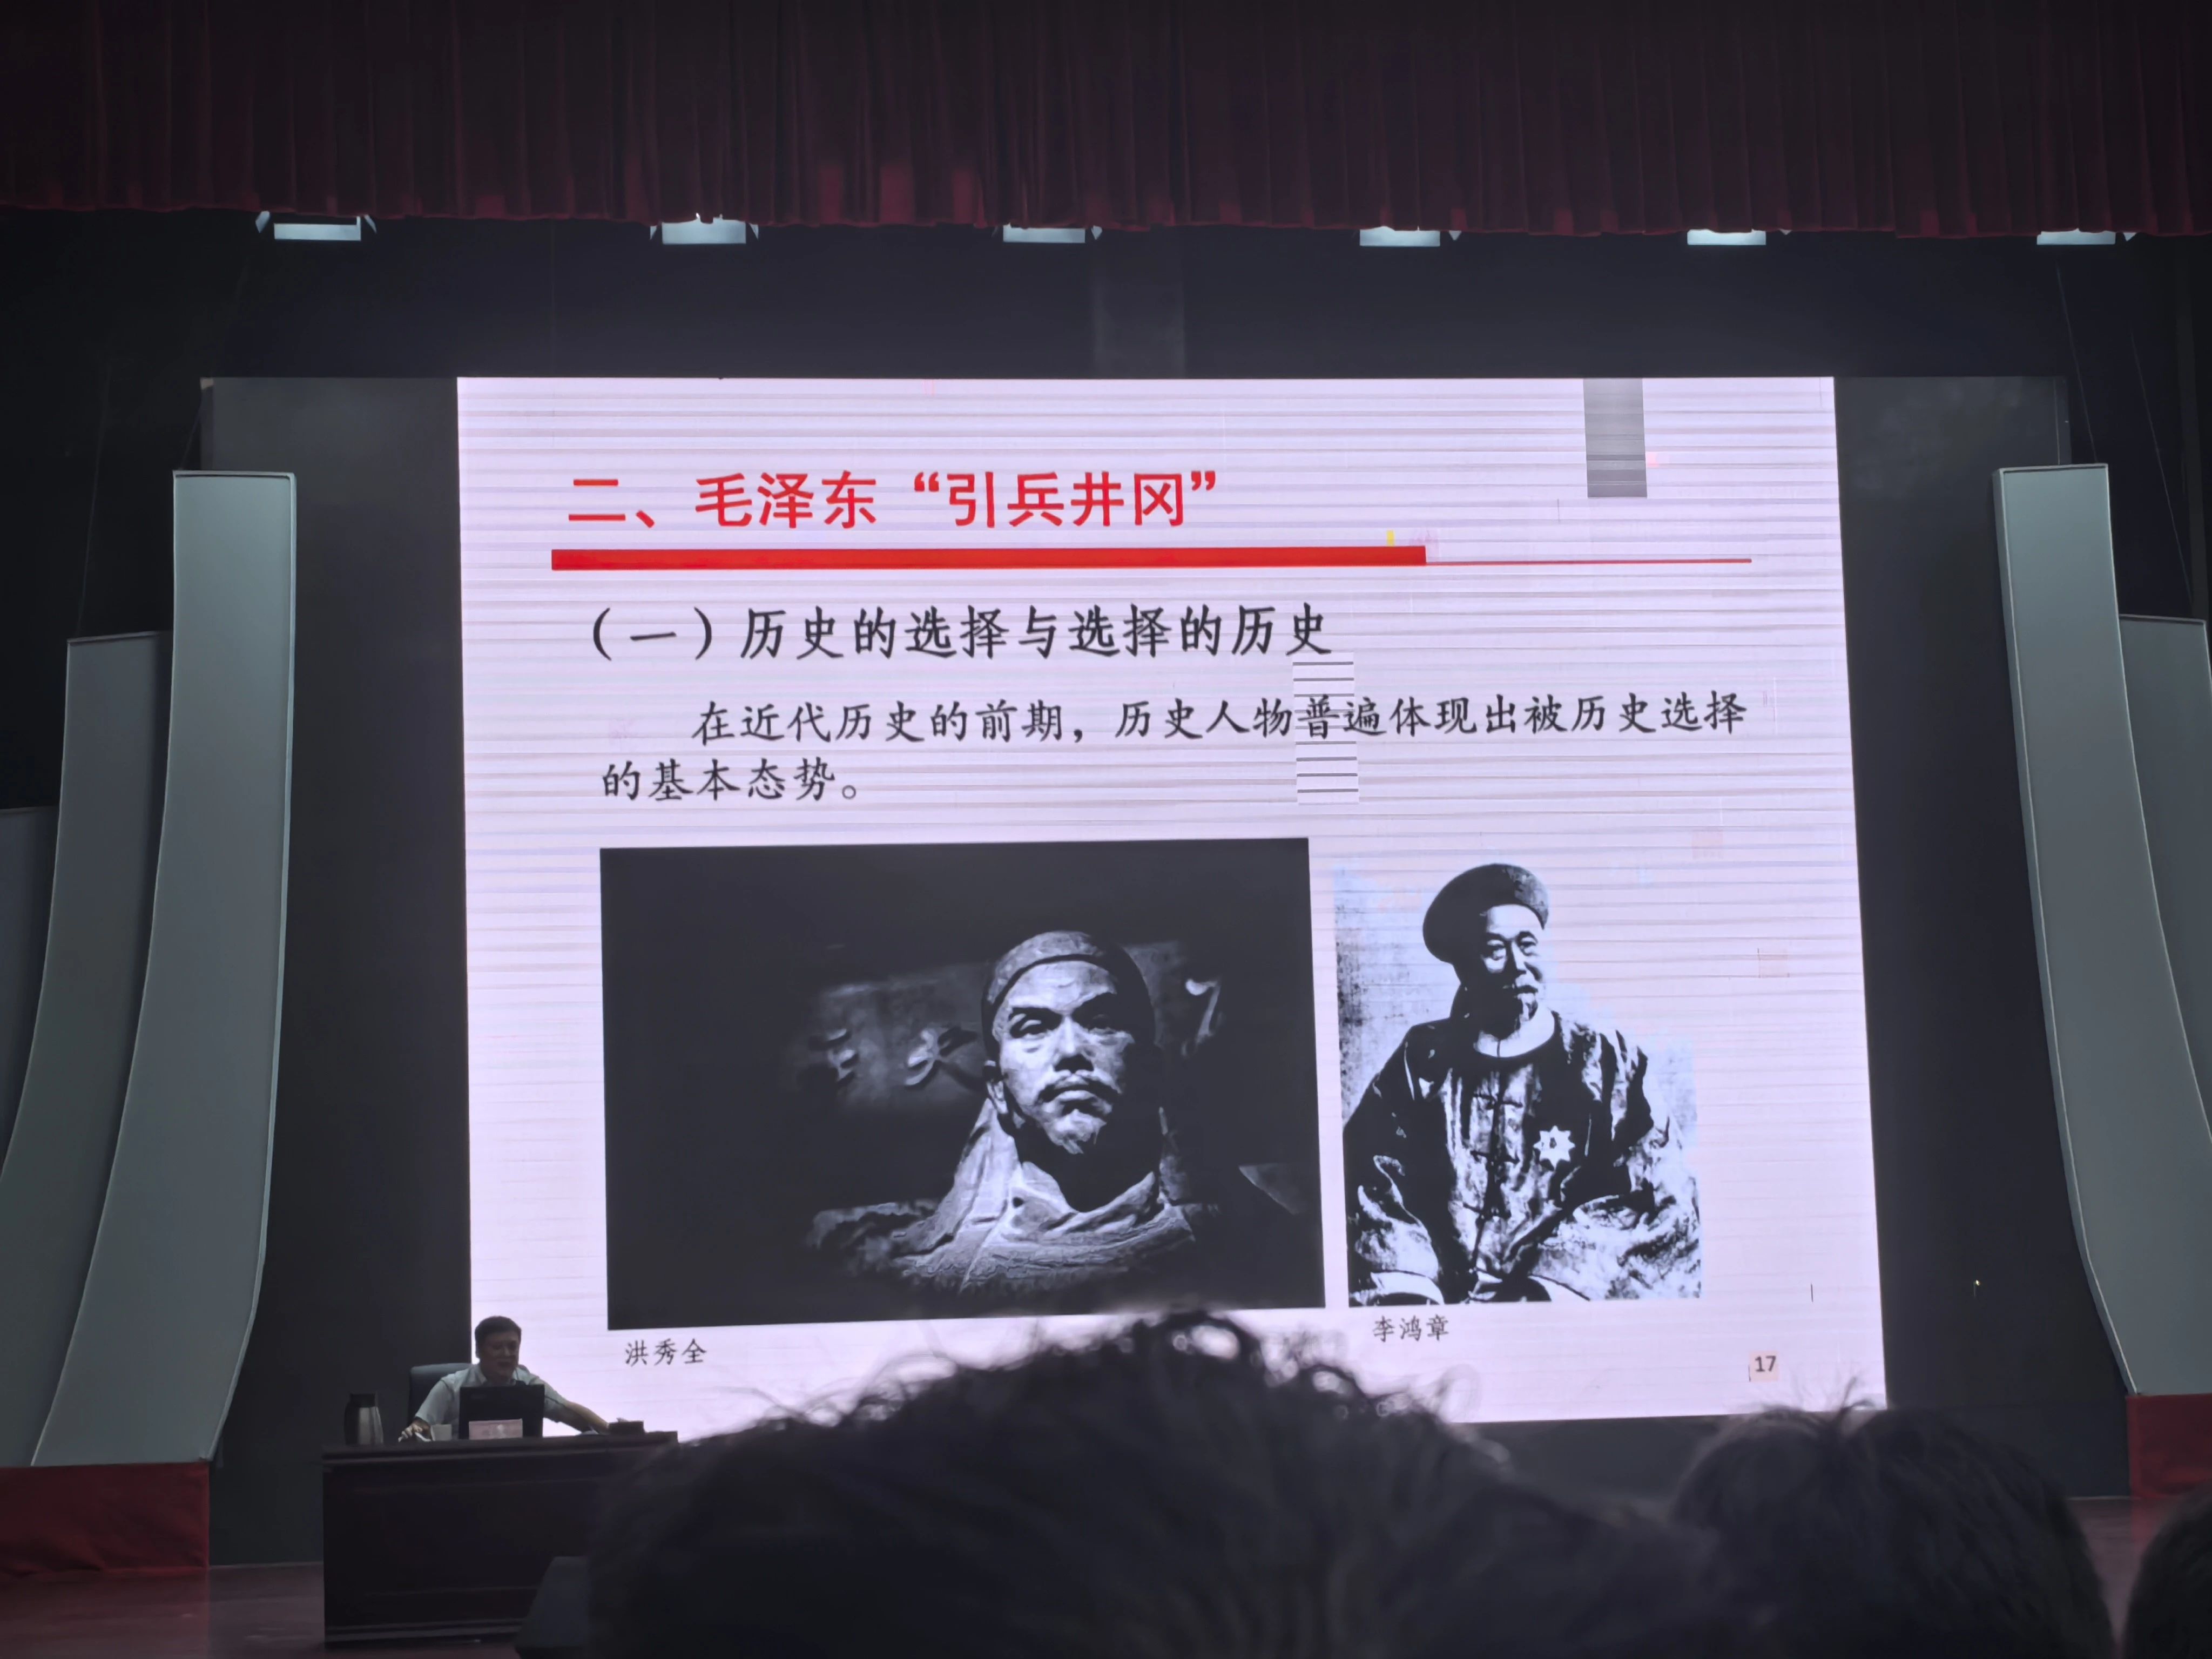 二、毛泽东“引兵井冈”
（一）历史的选择与选择的历史
在近代历史的前期，历史人物普遍体现出被历史选择
的基本态势。
洪秀全
李鸿章
17